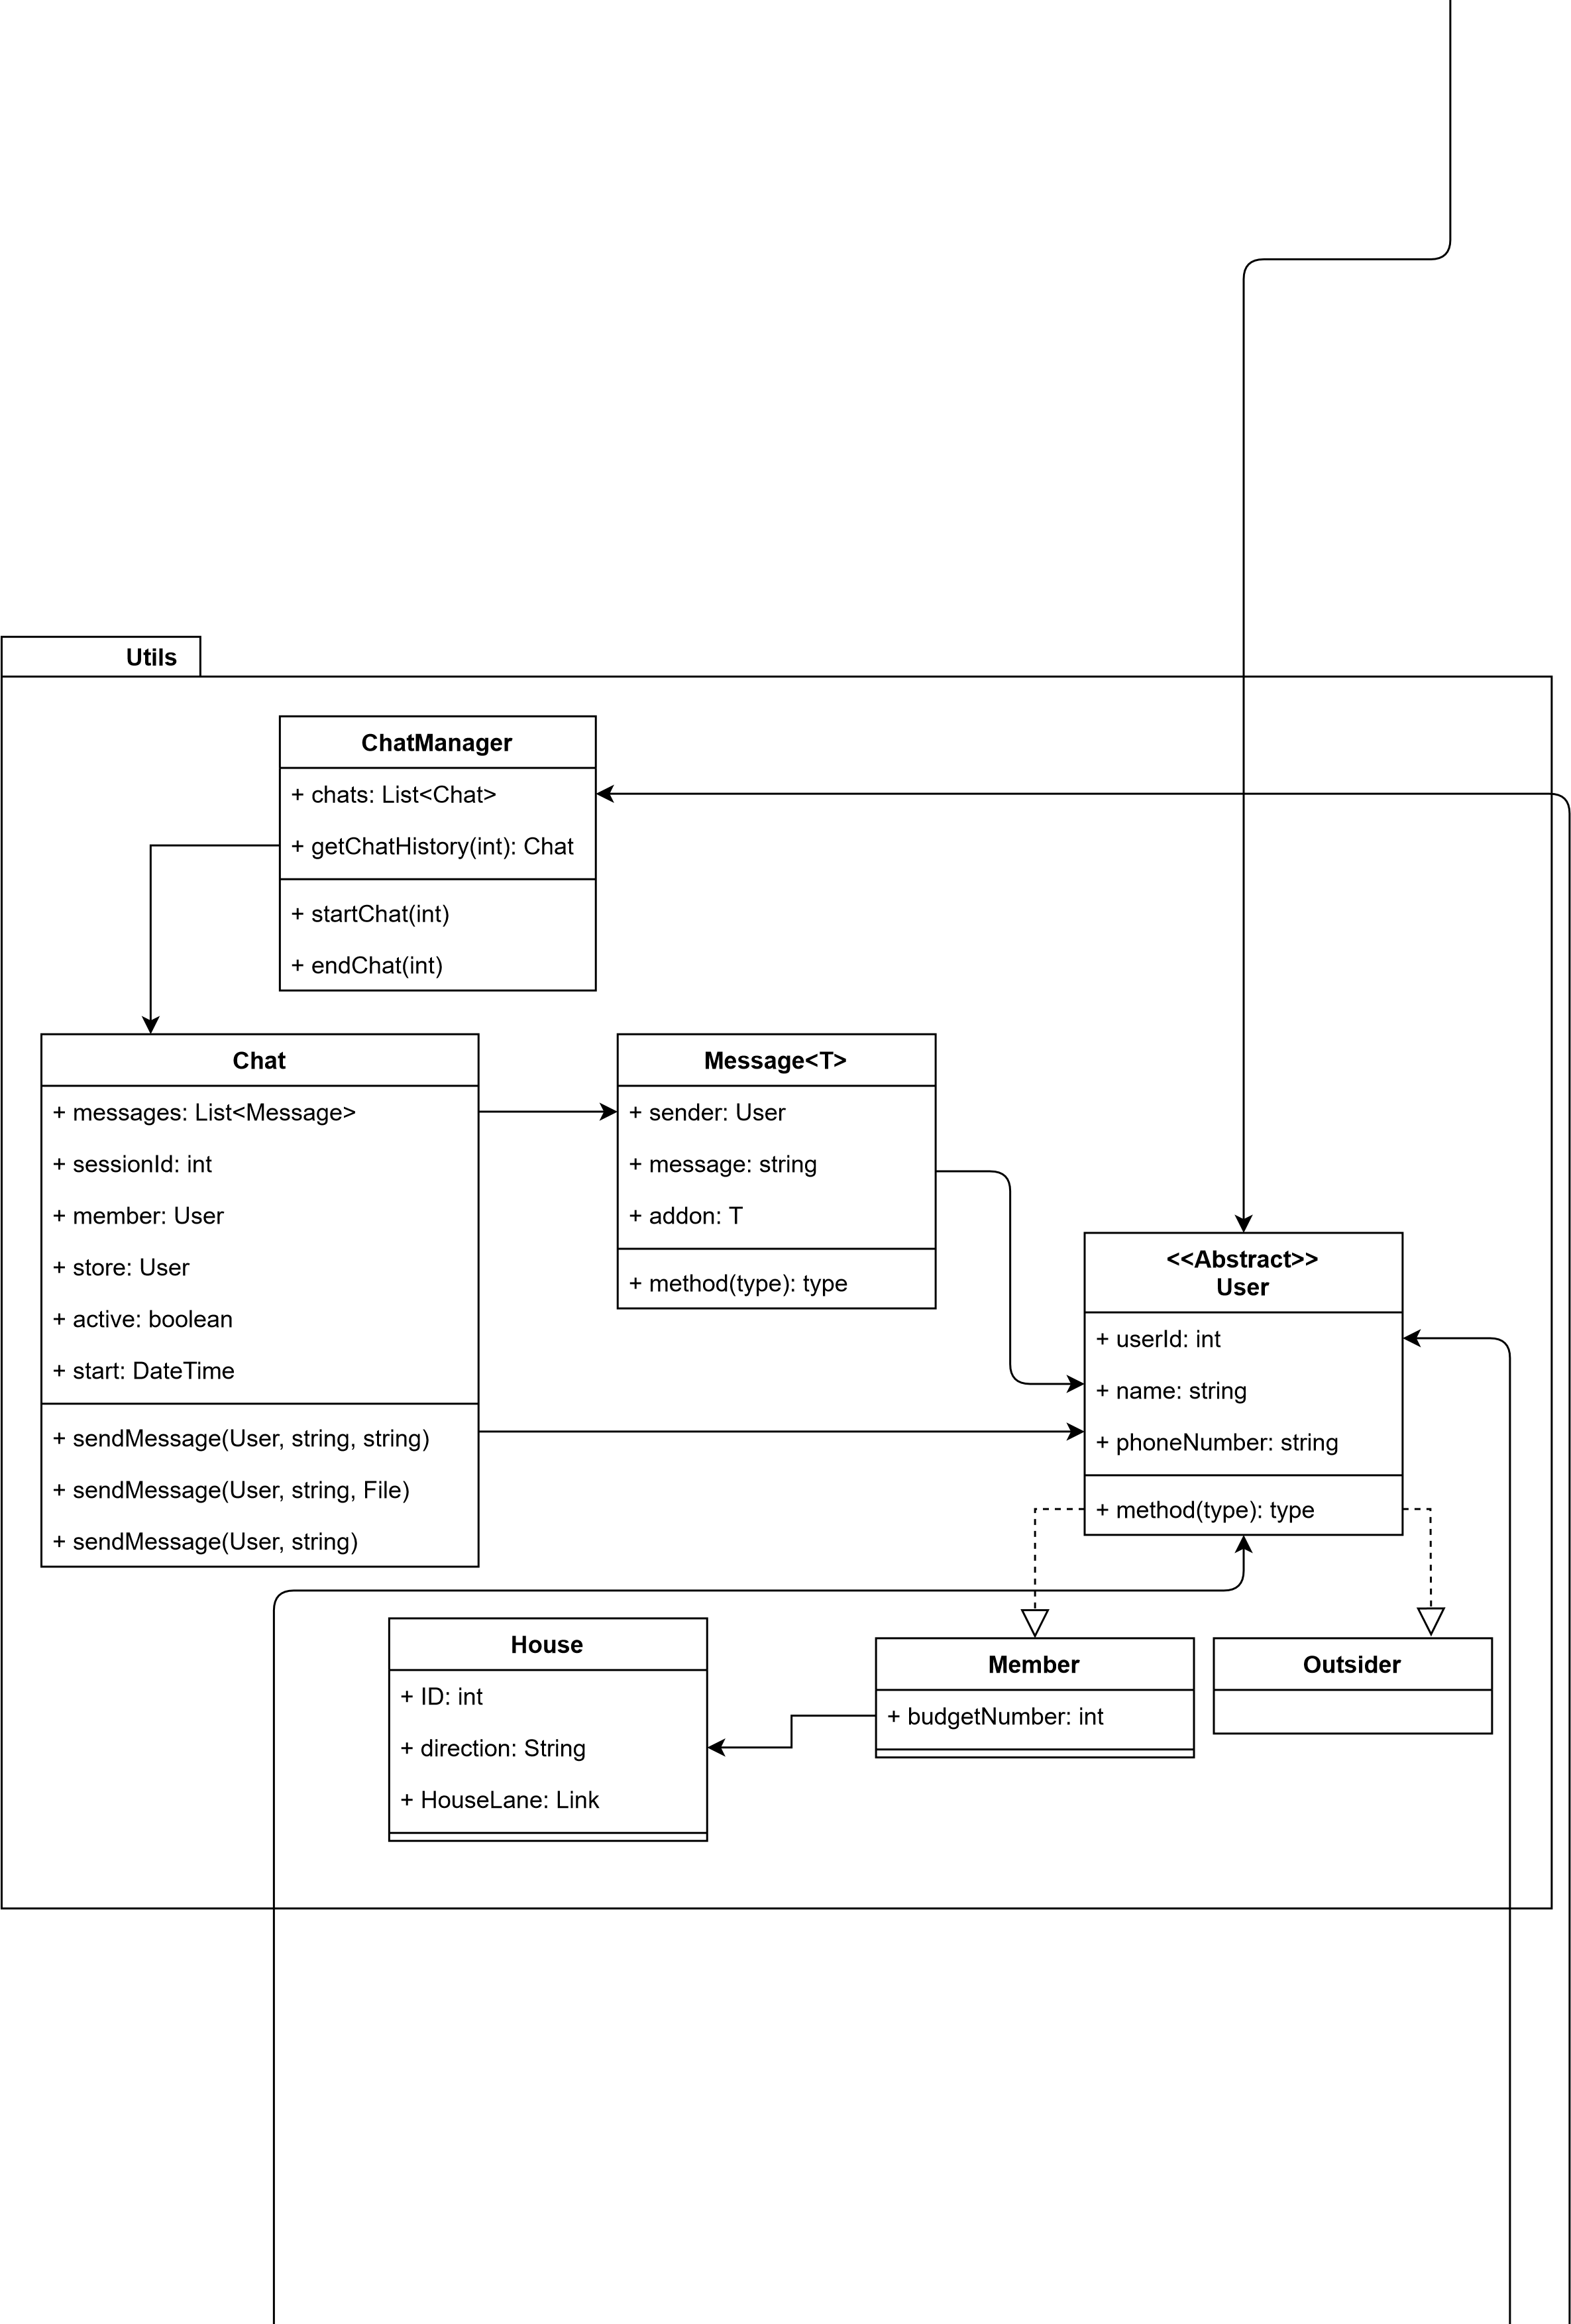 Utils
ChatManager
+ chats: List<Chat>
+ getChatHistory(int): Chat
+ startChat(int)
+ endChat(int)
Chat
+ messages: List<Message>
+ sessionId: int
+ member: User
+ store: User
+ active: boolean
+ start: DateTime
+ sendMessage(User, string, string)
+ sendMessage(User, string, File)
+ sendMessage(User, string)
Message<T>
+ sender: User
+ message: string
+ addon: T
+ method(type): type
<<Abstract>>
User
+ userId: int
+ name: string
+ phoneNumber: string
+ method(type): type
House
+ ID: int
+ direction: String
+ HouseLane: Link
Member
+ budgetNumber: int
Outsider